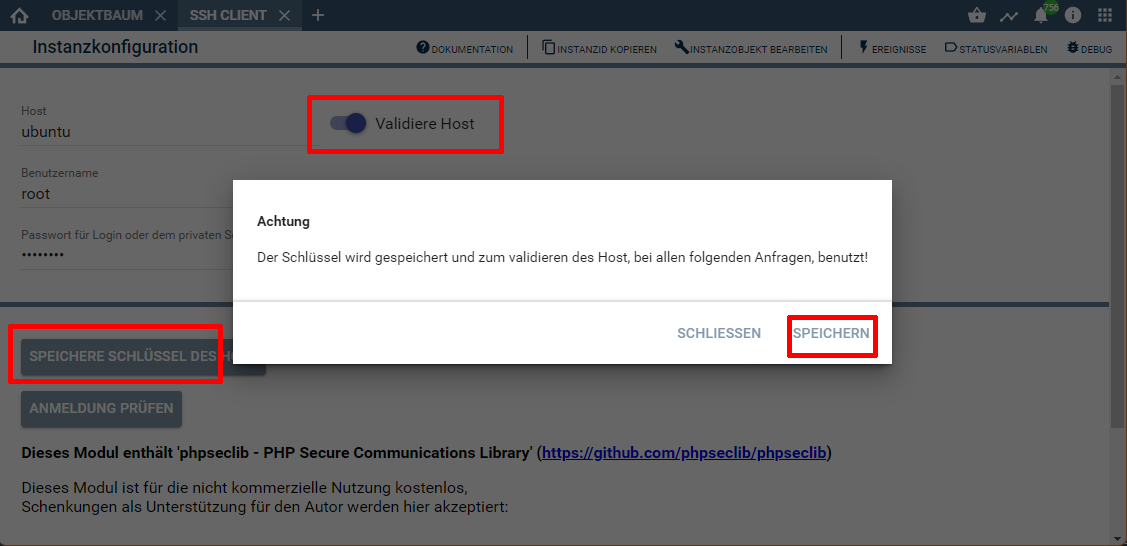 OBJEKTBAUM SSH CLIENT
756
Instanzkonfiguration DOKUMENTATION INSTANZID KOPIEREN INSTANZOBJEKT BEARBEITEN EREIGNISSE STATUSVARIABLEN DEBUG
Host
ubuntu Validiere Host
Benutzername
root
Passwort für Login oder dem privaten
••••••••
Achtung
Der Schlüssel wird gespeichert und zum validieren des Host, bei allen folgenden Anfragen, benutzt!
SCHLIESSEN SPEICHERN
SPEICHERE SCHLÜSSEL DES
ANMELDUNG PRÜFEN
Dieses Modul enthält 'phpseclib - PHP Secure Communications Library' (https://github.com/phpseclib/phpseclib)
Dieses Modul ist für die nicht kommerzielle Nutzung kostenlos,
Schenkungen als Unterstützung für den Autor werden hier akzeptiert: